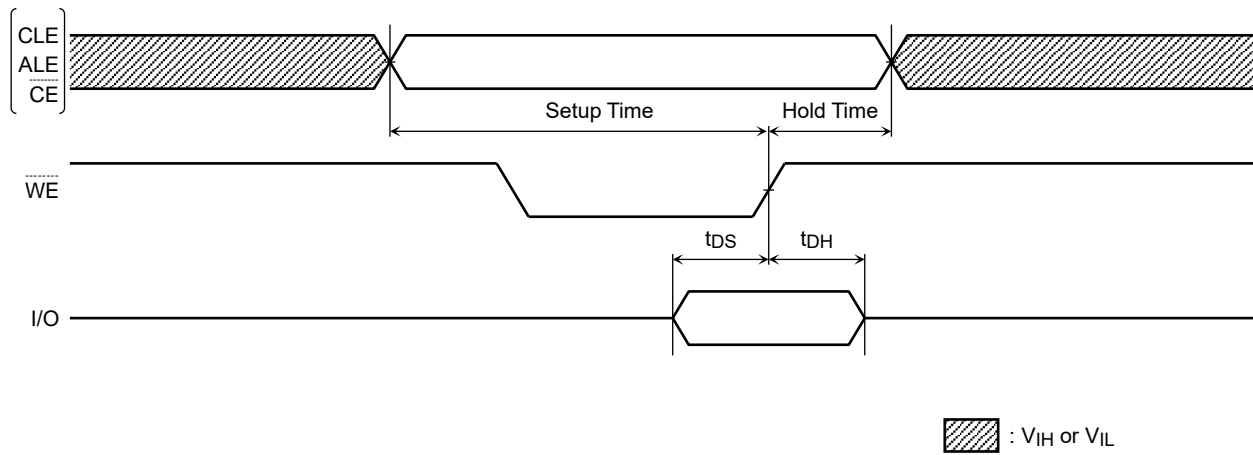 CLE
ALE
CE
Setup Time
Hold Time
WE
tDS
tDH
I/O
: VIH or VIL